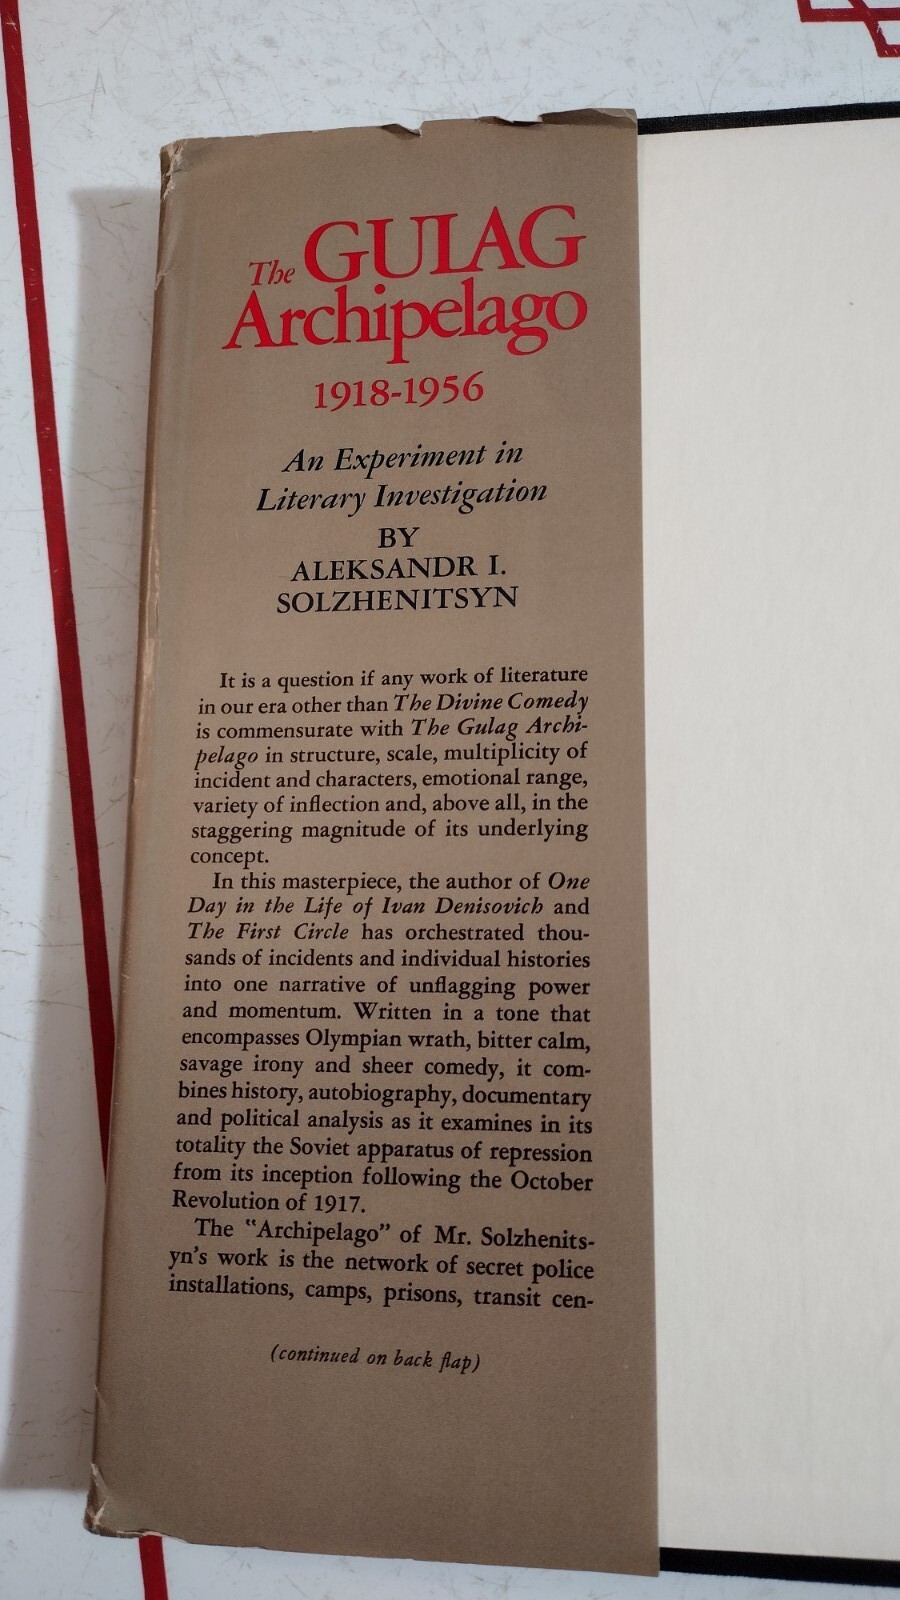 The GULAG
Archipelago
1918-1956
An Experiment in
Literary Investigation
BY
ALEKSANDR I.
SOLZHENITSYN
It is a question if any work of literature
in our era other than The Divine Comedy
is commensurate with The Gulag Archi-
pelago in structure, scale, multiplicity of
incident and characters, emotional range,
variety of inflection and, above all, in the
staggering magnitude of its underlying
concept.
In this masterpiece, the author of One
Day in the Life of Ivan Denisovich and
The First Circle has orchestrated thou-
sands of incidents and individual histories
into one narrative of unflagging power
and momentum. Written in a tone that
encompasses Olympian wrath, bitter calm,
savage irony and sheer comedy, it com-
bines history, autobiography, documentary
and political analysis as it examines in its
totality the Soviet apparatus of repression
from its inception following the October
Revolution of 1917.
The "Archipelago" of Mr. Solzhenits-
yn's work is the network of secret police
installations, camps, prisons, transit cen-
(continued on back flap)